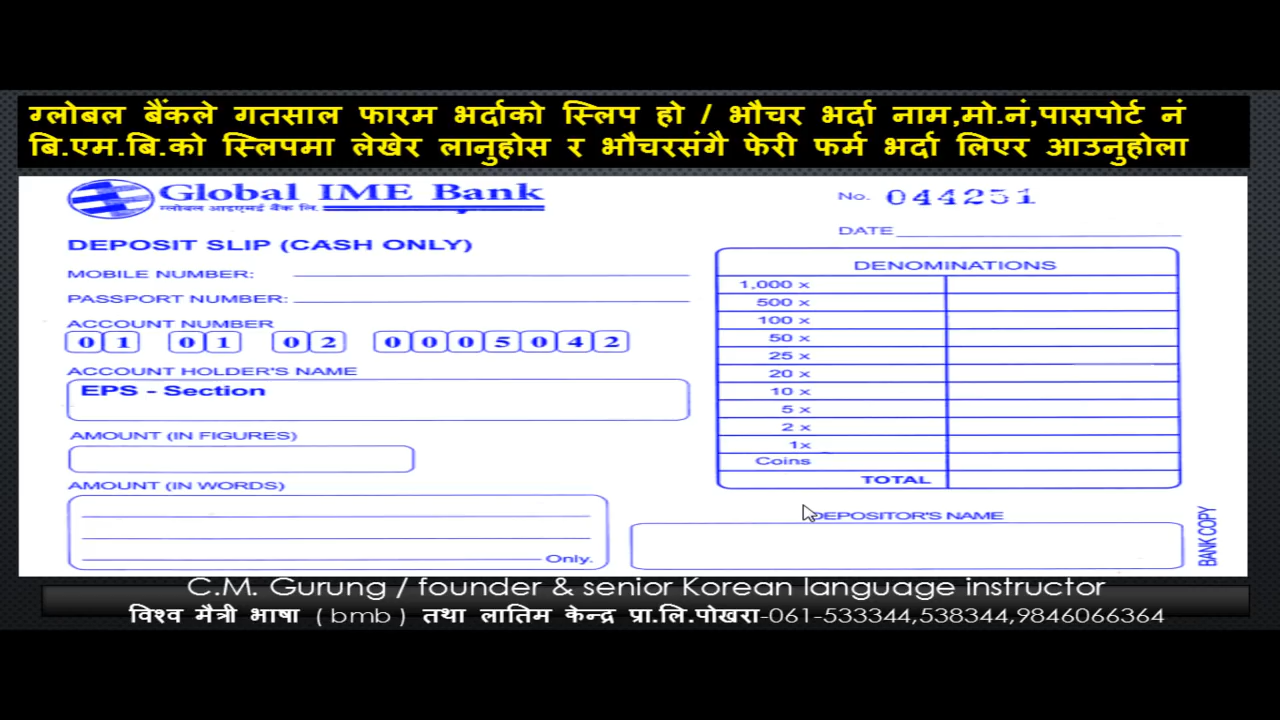 ग्लोबल बैंकले गतसाल फारम भर्दाको स्लिप हो / भौचर भर्दा नाम,मो.नं,पासपोर्ट नं
बि.एम.बि.को स्लिपमा लेखेर लानुहोस र भौचरसंगै फेरी फर्म भर्दा लिएर आउनुहोला
Global IME Bank
ग्लोबल आइएमई बैंक लि.
No. 044251
DATE
DEPOSIT SLIP (CASH ONLY)
MOBILE NUMBER:
PASSPORT NUMBER:
ACCOUNT NUMBER
01 01 02 0005042
ACCOUNT HOLDER'S NAME
EPS - Section
AMOUNT (IN FIGURES)
AMOUNT (IN WORDS)
Only.
DENOMINATIONS
1,000 x
500 x
100 x
50 x
25 x
20 x
10 x
5 x
2 x
1x
Coins
TOTAL
DEPOSITOR'S NAME
BANK COPY
C.M. Gurung / founder & senior Korean language instructor
विश्व मैत्री भाषा ( bmb ) तथा लातिम केन्द्र प्रा.लि.पोखरा-061-533344,538344,9846066364